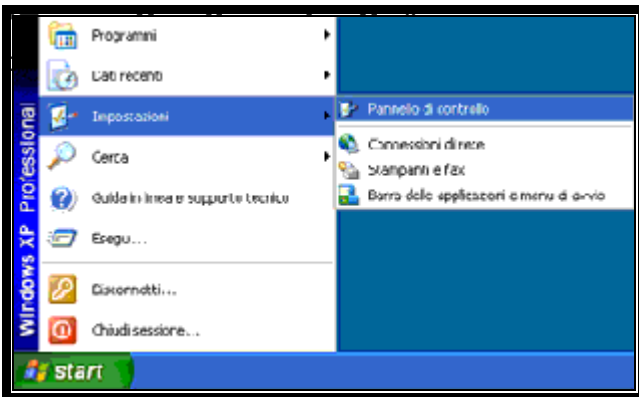 Programmi
Dati recenti
Impostazioni
Pannello di controllo
Connessioni di rete
Stampanti e fax
Barra delle applicazioni e menu di avvio
Cerca
Guida in linea e supporto tecnico
Esegui...
Disconnetti...
Chiudi sessione...
Windows XP Professional
start